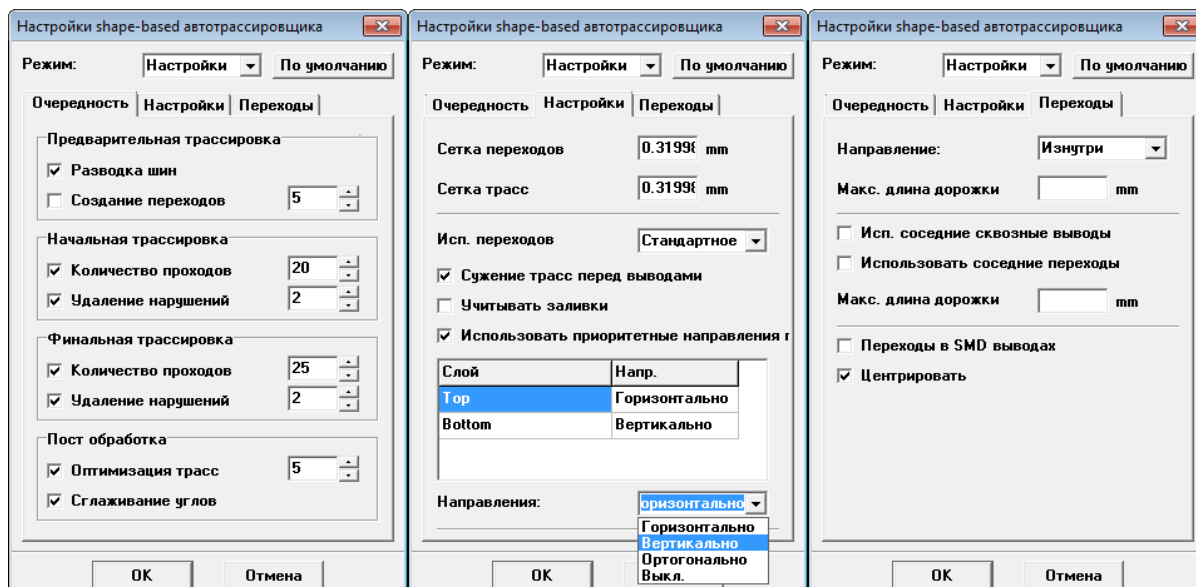 Настройки shape-based автотрассировщика
Режим: Настройки По умолчанию
Очередность Настройки Переходы
Предварительная трассировка
Разводка шин
Создание переходов 5
Начальная трассировка
Количество проходов 20
Удаление нарушений 2
Финальная трассировка
Количество проходов 25
Удаление нарушений 2
Пост обработка
Оптимизация трасс 5
Сглаживание углов
OK Отмена
Настройки shape-based автотрассировщика
Режим: Настройки По умолчанию
Очередность Настройки Переходы
Сетка переходов 0.31998 mm
Сетка трасс 0.31998 mm
Исп. переходов Стандартное
Сужение трасс перед выводами
Учитывать заливки
Использовать приоритетные направления
Слой Напр.
Top Горизонтально
Bottom Вертикально
Направления: оризонтально
Горизонтально
Вертикально
Ортогонально
Выкл.
OK
Настройки shape-based автотрассировщика
Режим: Настройки По умолчанию
Очередность Настройки Переходы
Направление: Изнутри
Макс. длина дорожки mm
Исп. соседние сквозные выводы
Использовать соседние переходы
Макс. длина дорожки mm
Переходы в SMD выводах
Центрировать
OK Отмена